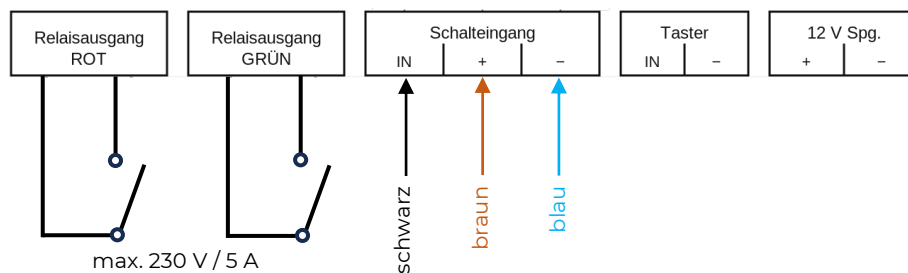 Relaisausgang
ROT
Relaisausgang
GRÜN
Schalteingang
IN + −
Taster
IN −
12 V Spg.
+ −
schwarz
braun
blau
max. 230 V / 5 A